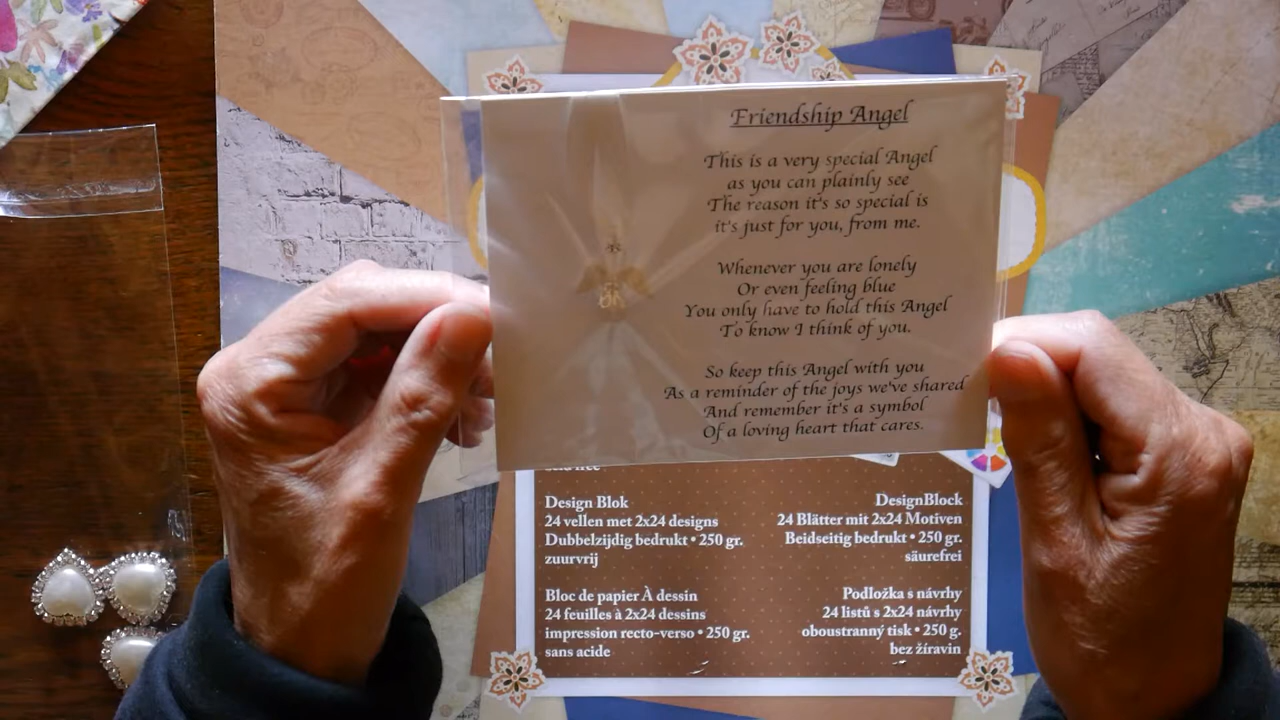 Friendship Angel
This is a very special Angel
as you can plainly see
The reason it's so special is
it's just for you, from me.
Whenever you are lonely
Or even feeling blue
You only have to hold this Angel
To know I think of you.
So keep this Angel with you
As a reminder of the joys we've shared
And remember it's a symbol
Of a loving heart that cares.
Design Blok
24 vellen met 2x24 designs
Dubbelzijdig bedrukt • 250 gr.
zuurvrij
DesignBlock
24 Blätter mit 2x24 Motiven
Beidseitig bedrukt • 250 gr.
säurefrei
Bloc de papier À dessin
24 feuilles à 2x24 dessins
impression recto-verso • 250 gr.
sans acide
Podložka s návrhy
24 listů s 2x24 návrhy
oboustranný tisk • 250 g.
bez žíravin